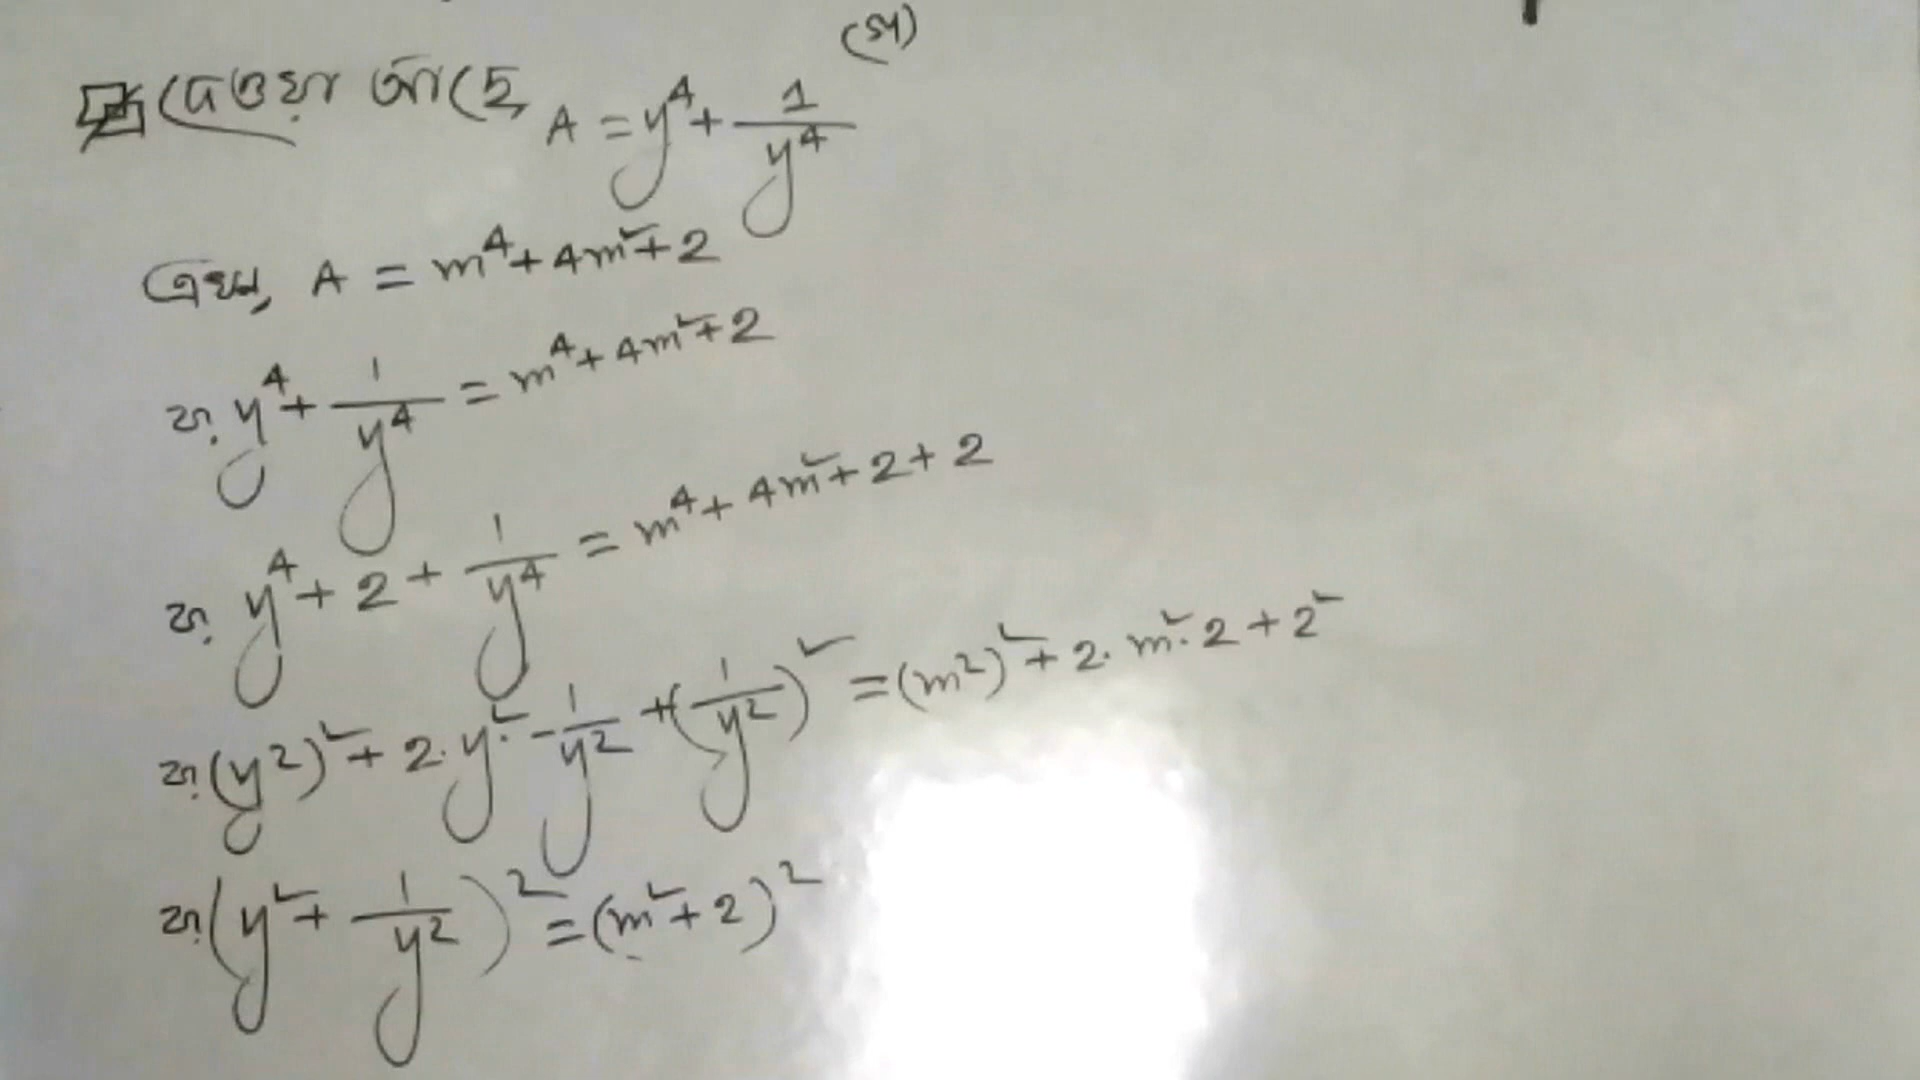 (গ)
দেওয়া আছে, A = y⁴ + 1/y⁴
এখন, A = m⁴ + 4m² + 2
বা, y⁴ + 1/y⁴ = m⁴ + 4m² + 2
বা, y⁴ + 2 + 1/y⁴ = m⁴ + 4m² + 2 + 2
বা, (y²)² + 2·y²·1/y² + (1/y²)² = (m²)² + 2·m²·2 + 2²
বা, (y² + 1/y²)² = (m² + 2)²